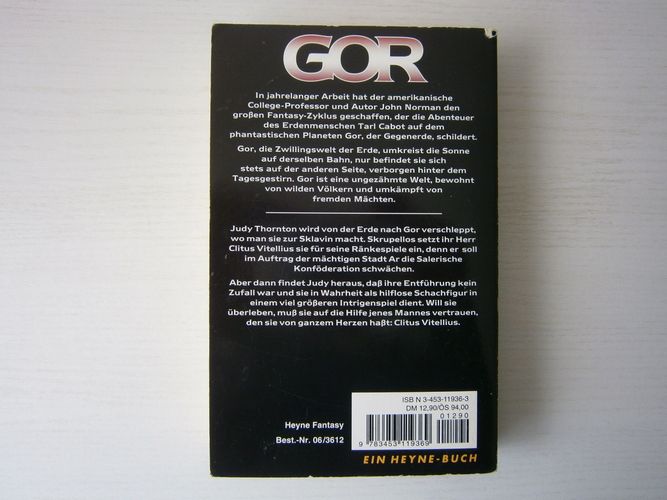 GOR
In jahrelanger Arbeit hat der amerikanische
College-Professor und Autor John Norman den
großen Fantasy-Zyklus geschaffen, der die Abenteuer
des Erdenmenschen Tarl Cabot auf dem
phantastischen Planeten Gor, der Gegenerde, schildert.
Gor, die Zwillingswelt der Erde, umkreist die Sonne
auf derselben Bahn, nur befindet sie sich
stets auf der anderen Seite, verborgen hinter dem
Tagesgestirn. Gor ist eine ungezähmte Welt, bewohnt
von wilden Völkern und umkämpft von
fremden Mächten.
Judy Thornton wird von der Erde nach Gor verschleppt,
wo man sie zur Sklavin macht. Skrupellos setzt ihr Herr
Clitus Vitellius sie für seine Ränkespiele ein, denn er soll
im Auftrag der mächtigen Stadt Ar die Salerische
Konföderation schwächen.
Aber dann findet Judy heraus, daß ihre Entführung kein
Zufall war und sie in Wahrheit als hilflose Schachfigur in
einem viel größeren Intrigenspiel dient. Will sie
überleben, muß sie auf die Hilfe jenes Mannes vertrauen,
den sie von ganzem Herzen haßt: Clitus Vitellius.
ISBN 3-453-11936-3
DM 12,90/ÖS 94.00
01290
Heyne Fantasy
Best.-Nr. 06/3612
9 783453 119369
EIN HEYNE-BUCH